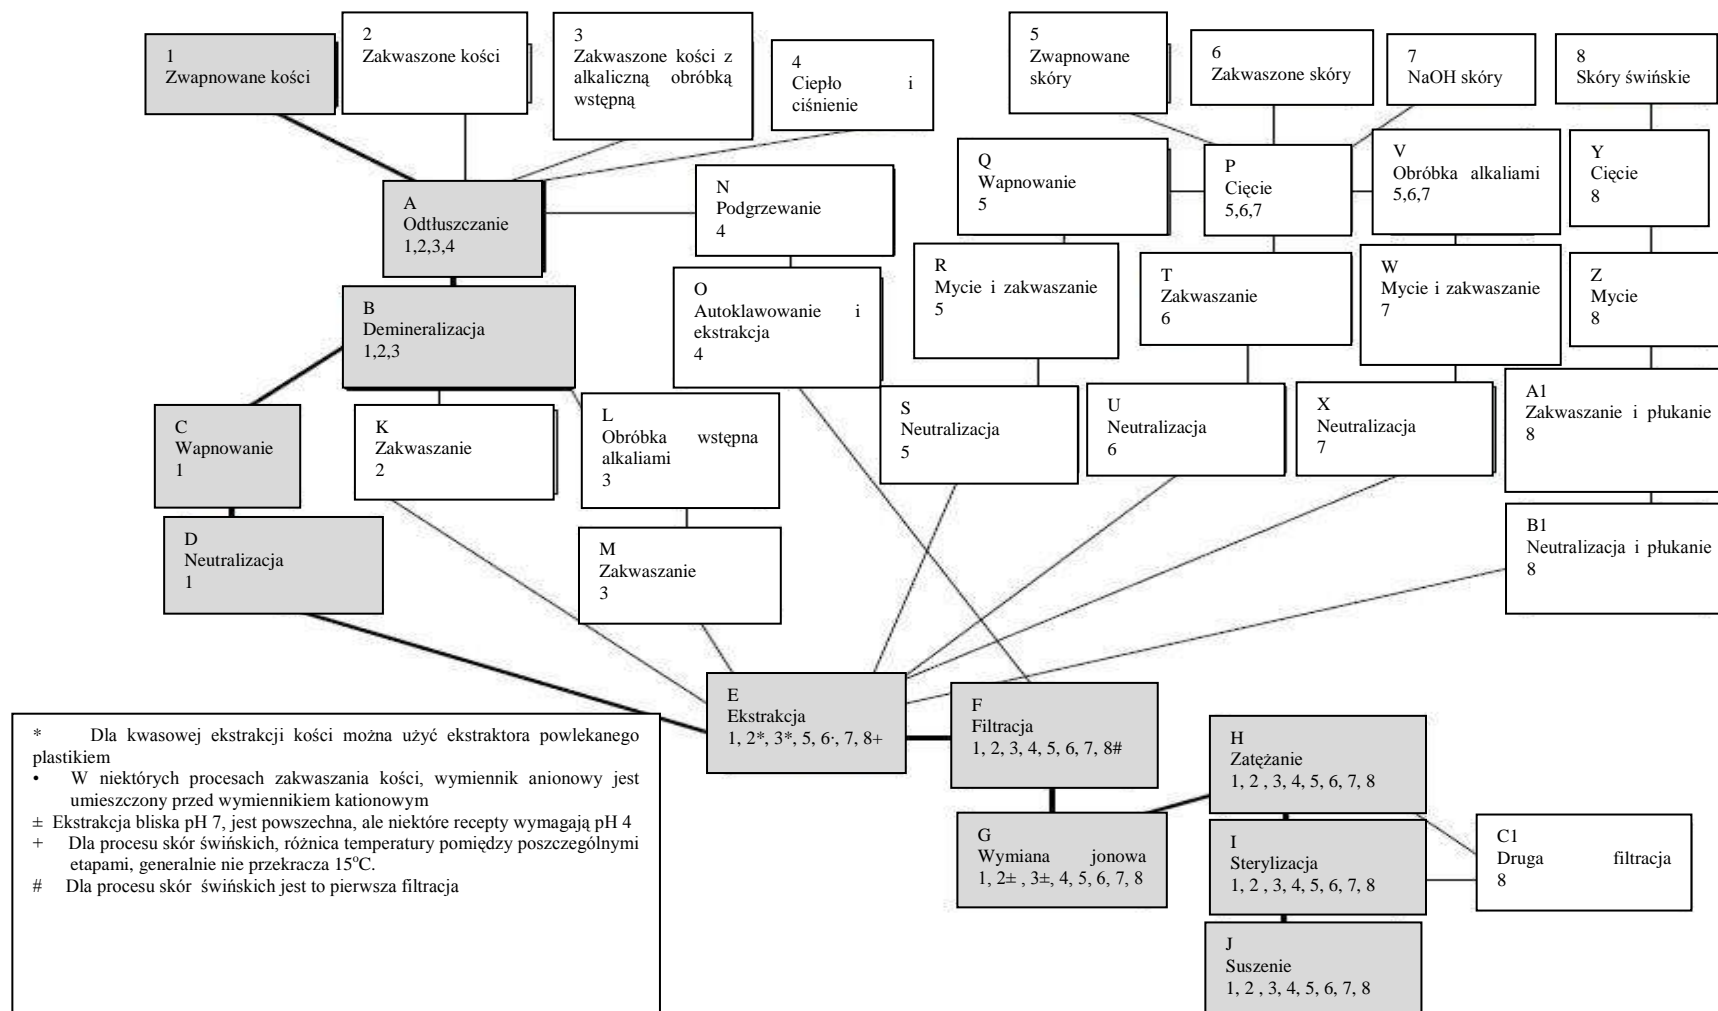 1
Zwapnowane kości
2
Zakwaszone kości
3
Zakwaszone kości z
alkaliczną obróbką
wstępną
4
Ciepło i
ciśnienie
5
Zwapnowane
skóry
6
Zakwaszone skóry
7
NaOH skóry
8
Skóry świńskie
A
Odtłuszczanie
1,2,3,4
N
Podgrzewanie
4
Q
Wapnowanie
5
P
Cięcie
5,6,7
V
Obróbka alkaliami
5,6,7
Y
Cięcie
8
B
Demineralizacja
1,2,3
O
Autoklawowanie i
ekstrakcja
4
R
Mycie i zakwaszanie
5
T
Zakwaszanie
6
W
Mycie i zakwaszanie
7
Z
Mycie
8
C
Wapnowanie
1
K
Zakwaszanie
2
L
Obróbka wstępna
alkaliami
3
S
Neutralizacja
5
U
Neutralizacja
6
X
Neutralizacja
7
A1
Zakwaszanie i płukanie
8
D
Neutralizacja
1
M
Zakwaszanie
3
B1
Neutralizacja i płukanie
8
E
Ekstrakcja
1, 2*, 3*, 5, 6·, 7, 8+
F
Filtracja
1, 2, 3, 4, 5, 6, 7, 8#
H
Zatężanie
1, 2 , 3, 4, 5, 6, 7, 8
G
Wymiana jonowa
1, 2± , 3±, 4, 5, 6, 7, 8
I
Sterylizacja
1, 2 , 3, 4, 5, 6, 7, 8
C1
Druga filtracja
8
J
Suszenie
1, 2 , 3, 4, 5, 6, 7, 8
* Dla kwasowej ekstrakcji kości można użyć ekstraktora powlekanego
plastikiem
• W niektórych procesach zakwaszania kości, wymiennik anionowy jest
umieszczony przed wymiennikiem kationowym
± Ekstrakcja bliska pH 7, jest powszechna, ale niektóre recepty wymagają pH 4
+ Dla procesu skór świńskich, różnica temperatury pomiędzy poszczególnymi
etapami, generalnie nie przekracza 15°C.
# Dla procesu skór świńskich jest to pierwsza filtracja